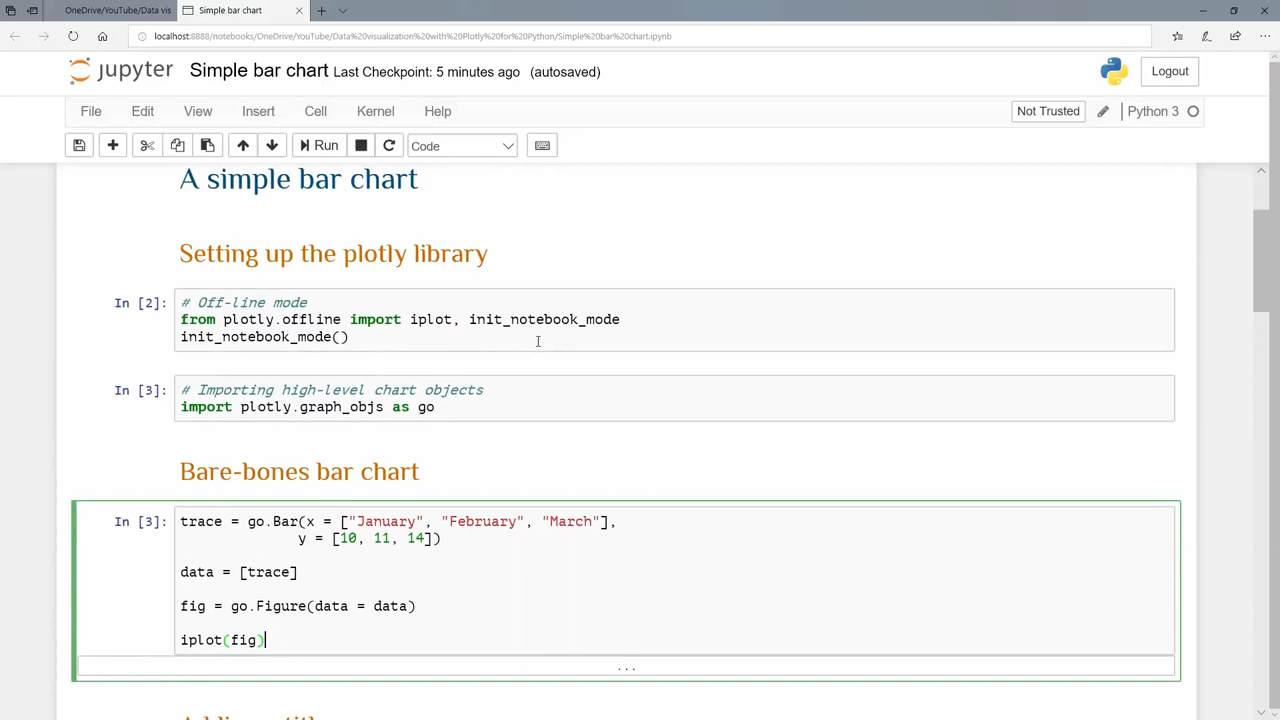 OneDrive/YouTube/Data vis
Simple bar chart
localhost:8888/notebooks/OneDrive/YouTube/Data%20visualization%20with%20Plotly%20for%20Python/Simple%20bar%20chart.ipynb
jupyter Simple bar chart Last Checkpoint: 5 minutes ago (autosaved) Logout
File Edit View Insert Cell Kernel Help Not Trusted Python 3
Run Code
A simple bar chart
Setting up the plotly library
In [2]: # Off-line mode
from plotly.offline import iplot, init_notebook_mode
init_notebook_mode()
In [3]: # Importing high-level chart objects
import plotly.graph_objs as go
Bare-bones bar chart
In [3]: trace = go.Bar(x = ["January", "February", "March"],
y = [10, 11, 14])
data = [trace]
fig = go.Figure(data = data)
iplot(fig)
...